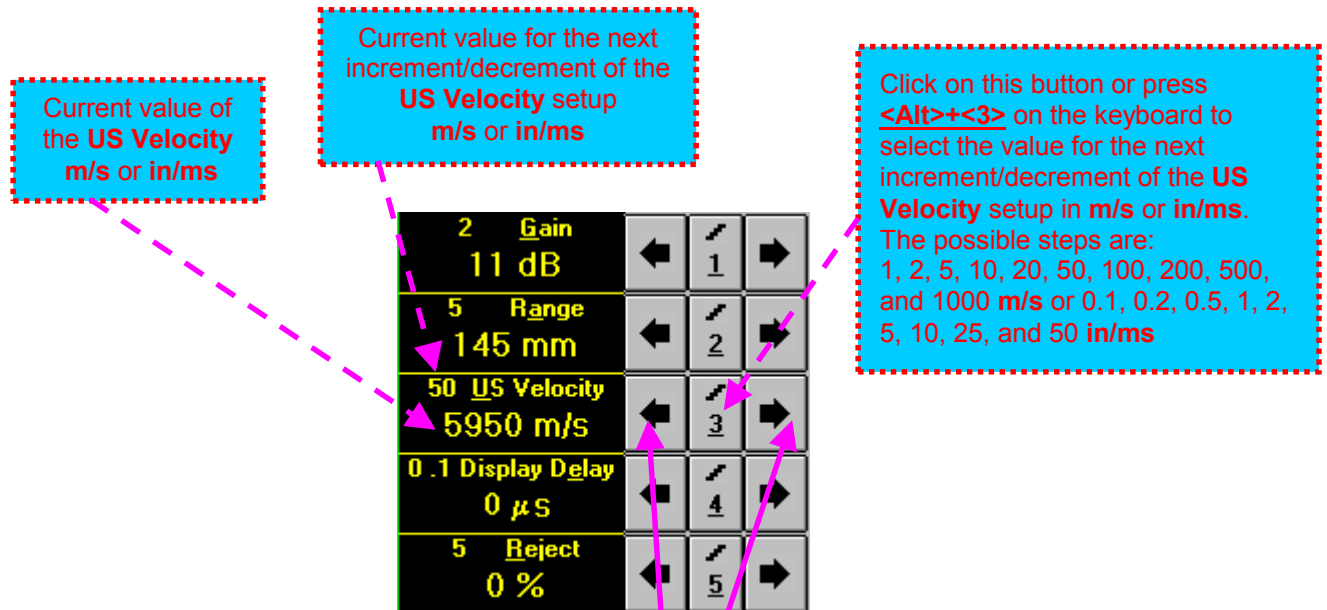 Current value of
the US Velocity
m/s or in/ms
Current value for the next
increment/decrement of the
US Velocity setup
m/s or in/ms
Click on this button or press
<Alt>+<3> on the keyboard to
select the value for the next
increment/decrement of the US
Velocity setup in m/s or in/ms.
The possible steps are:
1, 2, 5, 10, 20, 50, 100, 200, 500,
and 1000 m/s or 0.1, 0.2, 0.5, 1, 2,
5, 10, 25, and 50 in/ms
2 Gain
11 dB
1
5 Range
145 mm
2
50 US Velocity
5950 m/s
3
0 .1 Display Delay
0 µs
4
5 Reject
0 %
5